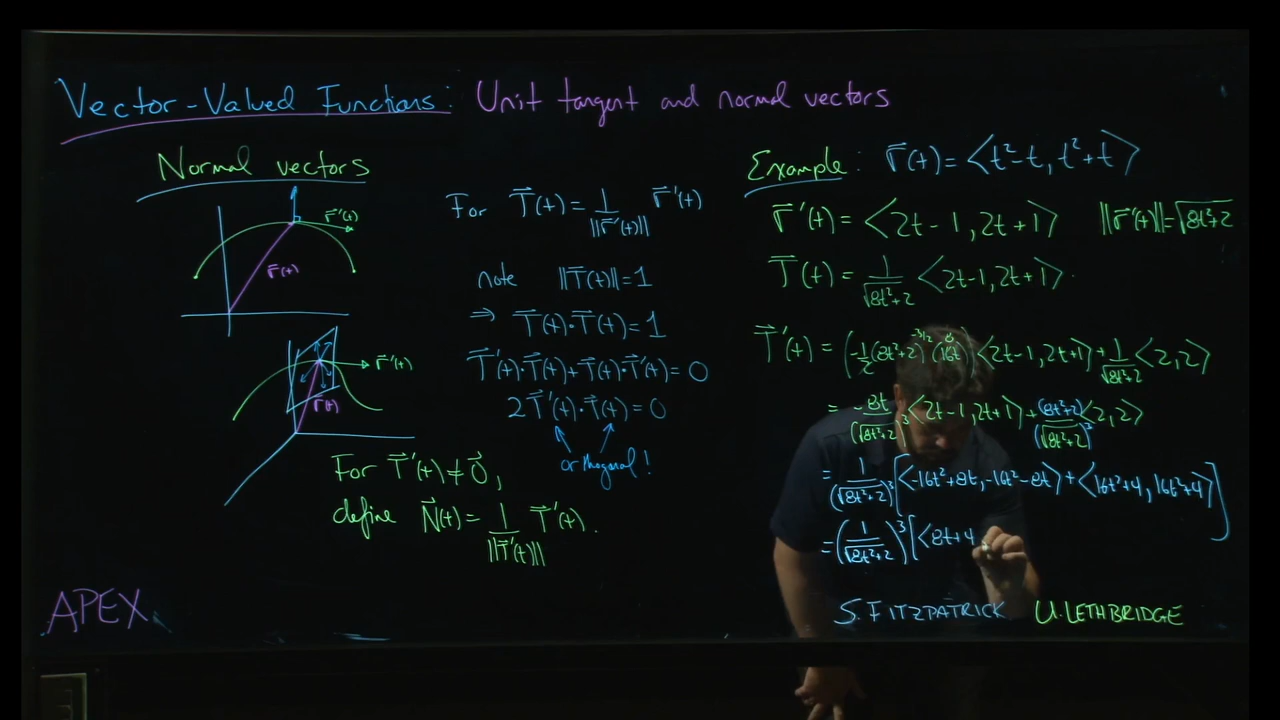 Vector-Valued Functions: Unit tangent and normal vectors
Normal vectors
r⃗'(t)
r⃗(t)
r⃗'(t)
r⃗(t)
For T⃗'(t) ≠ 0⃗,
define N⃗(t) = 1/||T⃗'(t)|| T⃗'(t).
For T⃗(t) = 1/||r⃗'(t)|| r⃗'(t)
note ||T⃗(t)|| = 1
⇒ T⃗(t)·T⃗(t) = 1
T⃗'(t)·T⃗(t) + T⃗(t)·T⃗'(t) = 0
2T⃗'(t)·T⃗(t) = 0
orthogonal!
Example: r⃗(t) = ⟨t²-t, t²+t⟩
r⃗'(t) = ⟨2t-1, 2t+1⟩ ||r⃗'(t)|| = √(8t²+2)
T⃗(t) = 1/√(8t²+2) ⟨2t-1, 2t+1⟩.
T⃗'(t) = (-1/2(8t²+2)^(-3/2)(16t)) ⟨2t-1, 2t+1⟩ + 1/√(8t²+2) ⟨2, 2⟩
= -8t/(√(8t²+2))³ ⟨2t-1, 2t+1⟩ + (8t²+2)/(√(8t²+2))³ ⟨2, 2⟩
= 1/(√(8t²+2))³ [⟨-16t²+8t, -16t²-8t⟩ + ⟨16t²+4, 16t²+4⟩]
= (1/√(8t²+2))³ [⟨8t+4
APEX
S. FITZPATRICK U. LETHBRIDGE